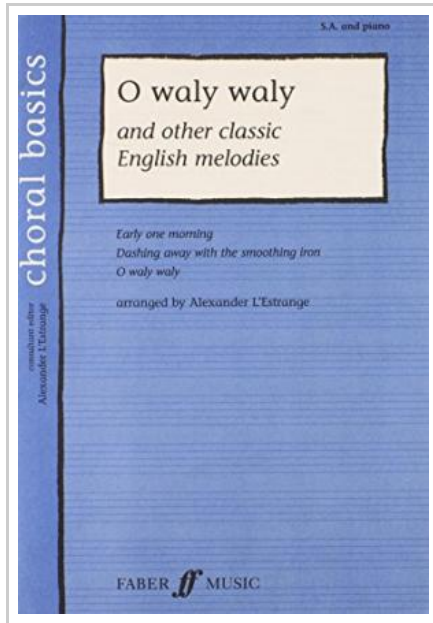 S.A. and piano
O waly waly
and other classic
English melodies
Early one morning
Dashing away with the smoothing iron
O waly waly
arranged by Alexander L'Estrange
choral basics
consultant editor
Alexander L'Estrange
FABER ff MUSIC